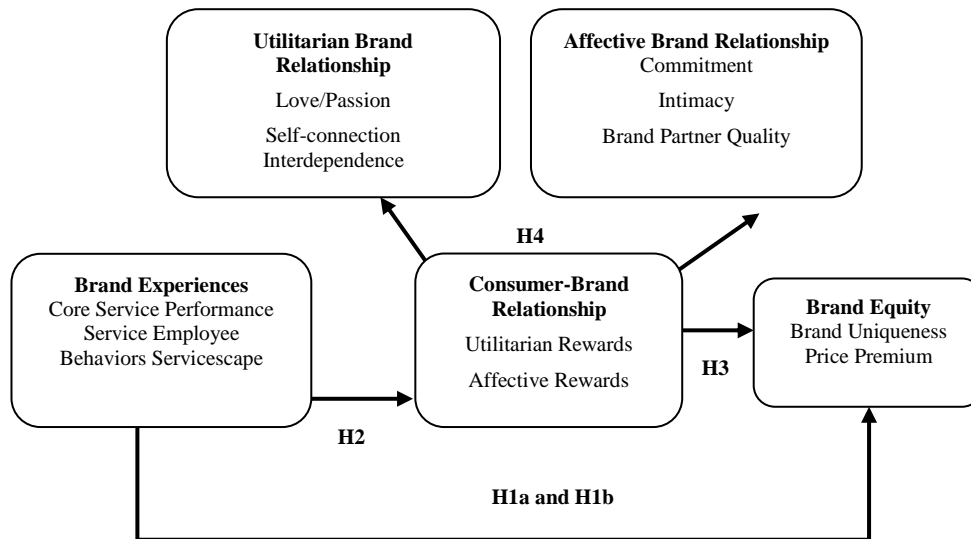 Utilitarian Brand
Relationship
Love/Passion
Self-connection
Interdependence
Affective Brand Relationship
Commitment
Intimacy
Brand Partner Quality
H4
Brand Experiences
Core Service Performance
Service Employee
Behaviors Servicescape
Consumer-Brand
Relationship
Utilitarian Rewards
Affective Rewards
Brand Equity
Brand Uniqueness
Price Premium
H3
H2
H1a and H1b